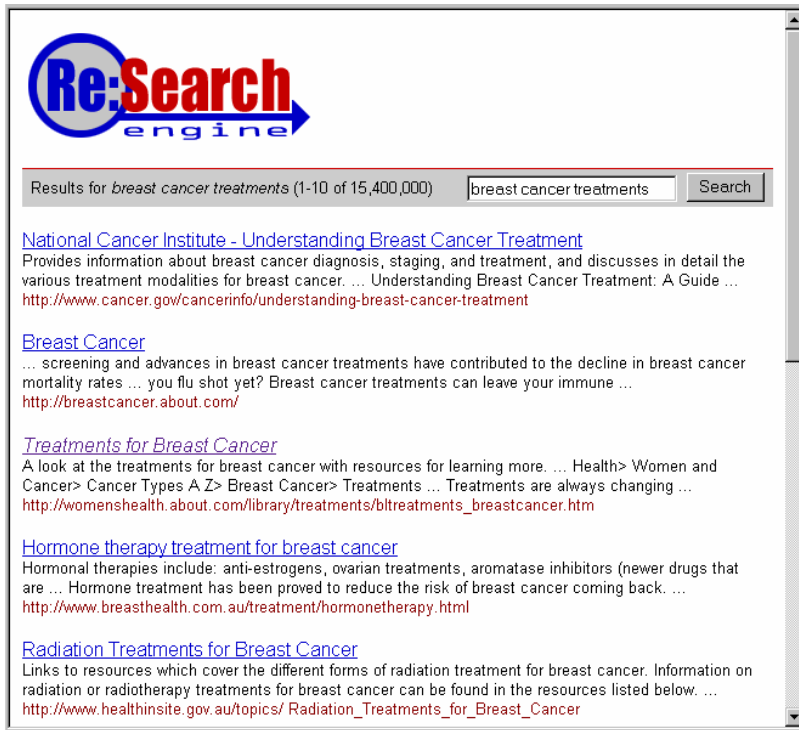 Re:Search
engine
Results for breast cancer treatments (1-10 of 15,400,000) breast cancer treatments Search
National Cancer Institute - Understanding Breast Cancer Treatment
Provides information about breast cancer diagnosis, staging, and treatment, and discusses in detail the
various treatment modalities for breast cancer. ... Understanding Breast Cancer Treatment: A Guide ...
http://www.cancer.gov/cancerinfo/understanding-breast-cancer-treatment
Breast Cancer
... screening and advances in breast cancer treatments have contributed to the decline in breast cancer
mortality rates ... you flu shot yet? Breast cancer treatments can leave your immune ...
http://breastcancer.about.com/
Treatments for Breast Cancer
A look at the treatments for breast cancer with resources for learning more. ... Health> Women and
Cancer> Cancer Types A Z> Breast Cancer> Treatments ... Treatments are always changing ...
http://womenshealth.about.com/library/treatments/bltreatments_breastcancer.htm
Hormone therapy treatment for breast cancer
Hormonal therapies include: anti-estrogens, ovarian treatments, aromatase inhibitors (newer drugs that
are ... Hormone treatment has been proved to reduce the risk of breast cancer coming back. ...
http://www.breasthealth.com.au/treatment/hormonetherapy.html
Radiation Treatments for Breast Cancer
Links to resources which cover the different forms of radiation treatment for breast cancer. Information on
radiation or radiotherapy treatments for breast cancer can be found in the resources listed below. ...
http://www.healthinsite.gov.au/topics/ Radiation_Treatments_for_Breast_Cancer